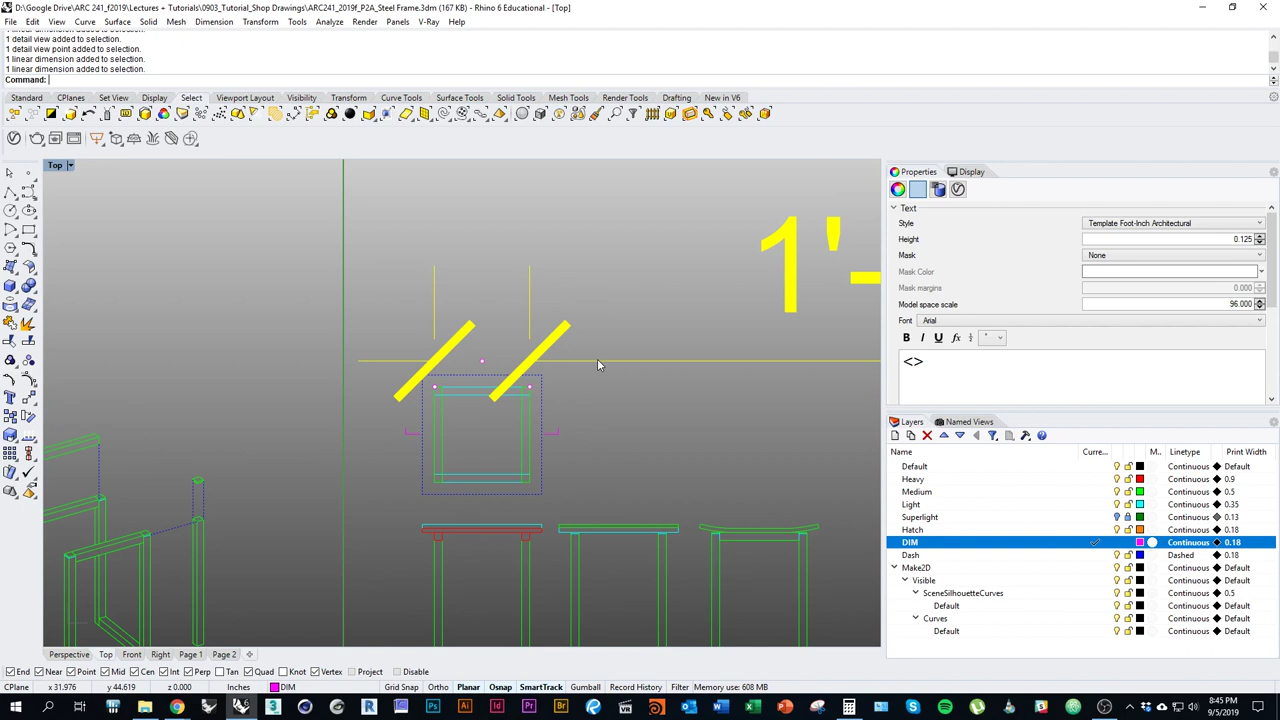 D:\Google Drive\ARC 241_f2019\Lectures + Tutorials\0903_Tutorial_Shop Drawings\ARC241_2019f_P2A_Steel Frame.3dm (167 KB) - Rhino 6 Educational - [Top]
File Edit View Curve Surface Solid Mesh Dimension Transform Tools Analyze Render Panels V-Ray Help
1 linear dimension added to selection.
1 detail view added to selection.
1 detail view point added to selection.
1 linear dimension added to selection.
1 linear dimension added to selection.
Command:
Standard CPlanes Set View Display Select Viewport Layout Visibility Transform Curve Tools Surface Tools Solid Tools Mesh Tools Render Tools Drafting New in V6
Top
1'-
Properties Display
Text
Style Template Foot-Inch Architectural
Height 0.125
Mask None
Mask Color
Mask margins 0.000
Model space scale 96.000
Font Arial
B I U fx °
<>
Layers Named Views
Name Curre... M... Linetype Print Width
Default Continuous Default
Heavy Continuous 0.9
Medium Continuous 0.5
Light Continuous 0.35
Superlight Continuous 0.13
Hatch Continuous 0.18
DIM Continuous 0.18
Dash Dashed 0.18
Make2D Continuous Default
Visible Continuous Default
SceneSilhouetteCurves Continuous 0.5
Default Continuous Default
Curves Continuous Default
Default Continuous Default
Perspective Top Front Right Page 1 Page 2
End Near Point Mid Cen Int Perp Tan Quad Knot Vertex Project Disable
CPlane x 31.976 y 44.619 z 0.000 Inches DIM Grid Snap Ortho Planar Osnap SmartTrack Gumball Record History Filter Memory use: 608 MB
8:45 PM
9/5/2019